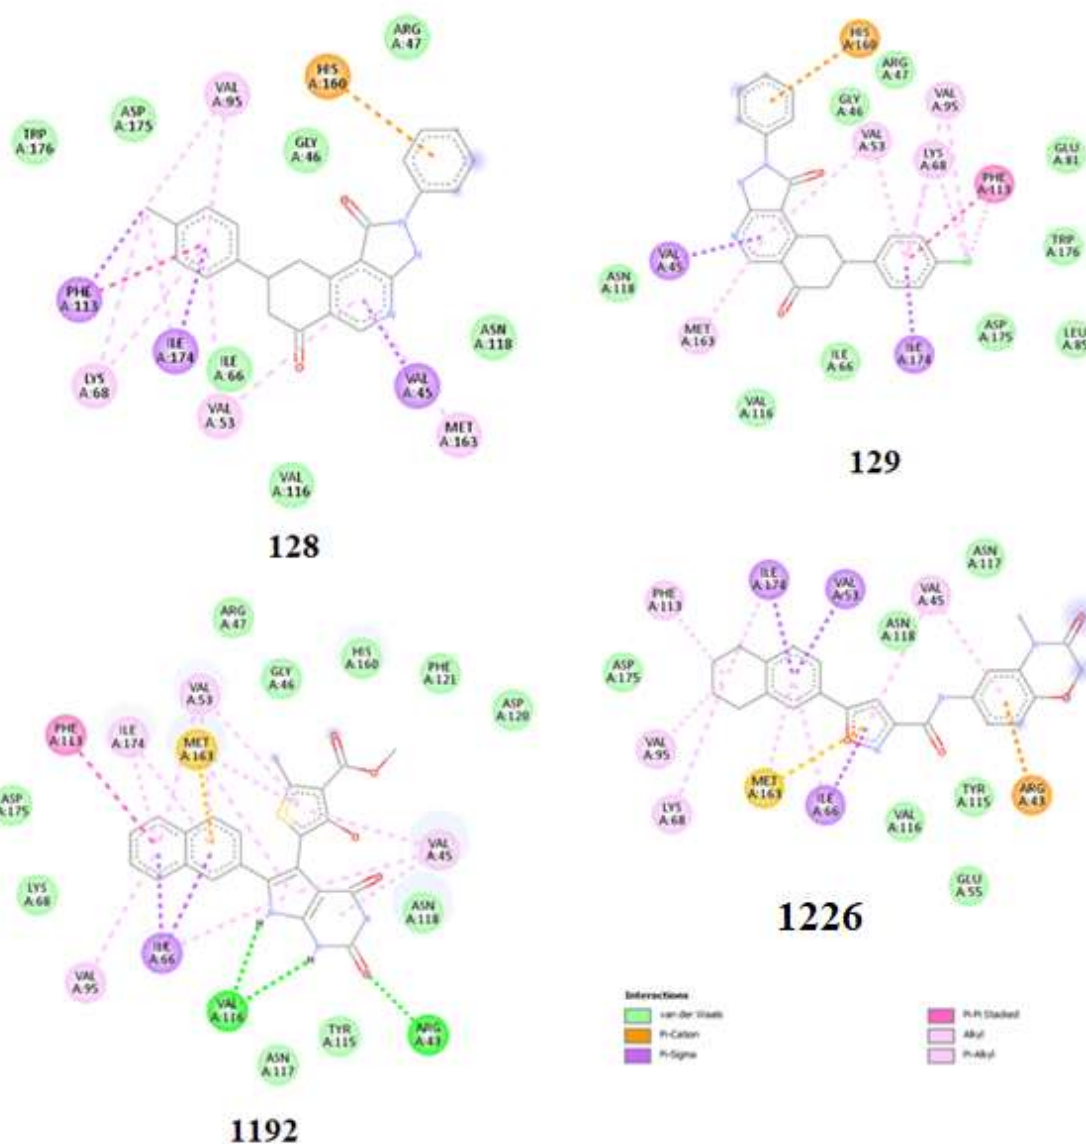 ARG
A:47
HIS
A:160
VAL
A:95
ASP
A:175
TRP
A:176
GLY
A:46
PHE
A:113
ILE
A:174
ILE
A:66
LYS
A:68
VAL
A:53
VAL
A:45
ASN
A:118
MET
A:163
VAL
A:116
128
HIS
A:160
ARG
A:47
GLY
A:46
VAL
A:95
VAL
A:53
LYS
A:68
GLU
A:81
PHE
A:113
TRP
A:176
VAL
A:45
ASN
A:118
MET
A:163
ILE
A:66
ILE
A:174
ASP
A:175
LEU
A:85
VAL
A:116
129
ARG
A:47
GLY
A:46
HIS
A:160
PHE
A:121
ASP
A:120
VAL
A:53
PHE
A:113
ILE
A:174
MET
A:163
ASP
A:175
LYS
A:68
VAL
A:45
ASN
A:118
ILE
A:66
VAL
A:95
H
H
VAL
A:116
TYR
A:115
ARG
A:43
ASN
A:117
1192
ASN
A:117
ILE
A:174
VAL
A:53
VAL
A:45
PHE
A:113
ASN
A:118
ASP
A:175
VAL
A:95
MET
A:163
ILE
A:66
LYS
A:68
TYR
A:115
VAL
A:116
ARG
A:43
GLU
A:55
1226
Interactions
van der Waals
Pi-Cation
Pi-Sigma
Pi-Pi Stacked
Alkyl
Pi-Alkyl